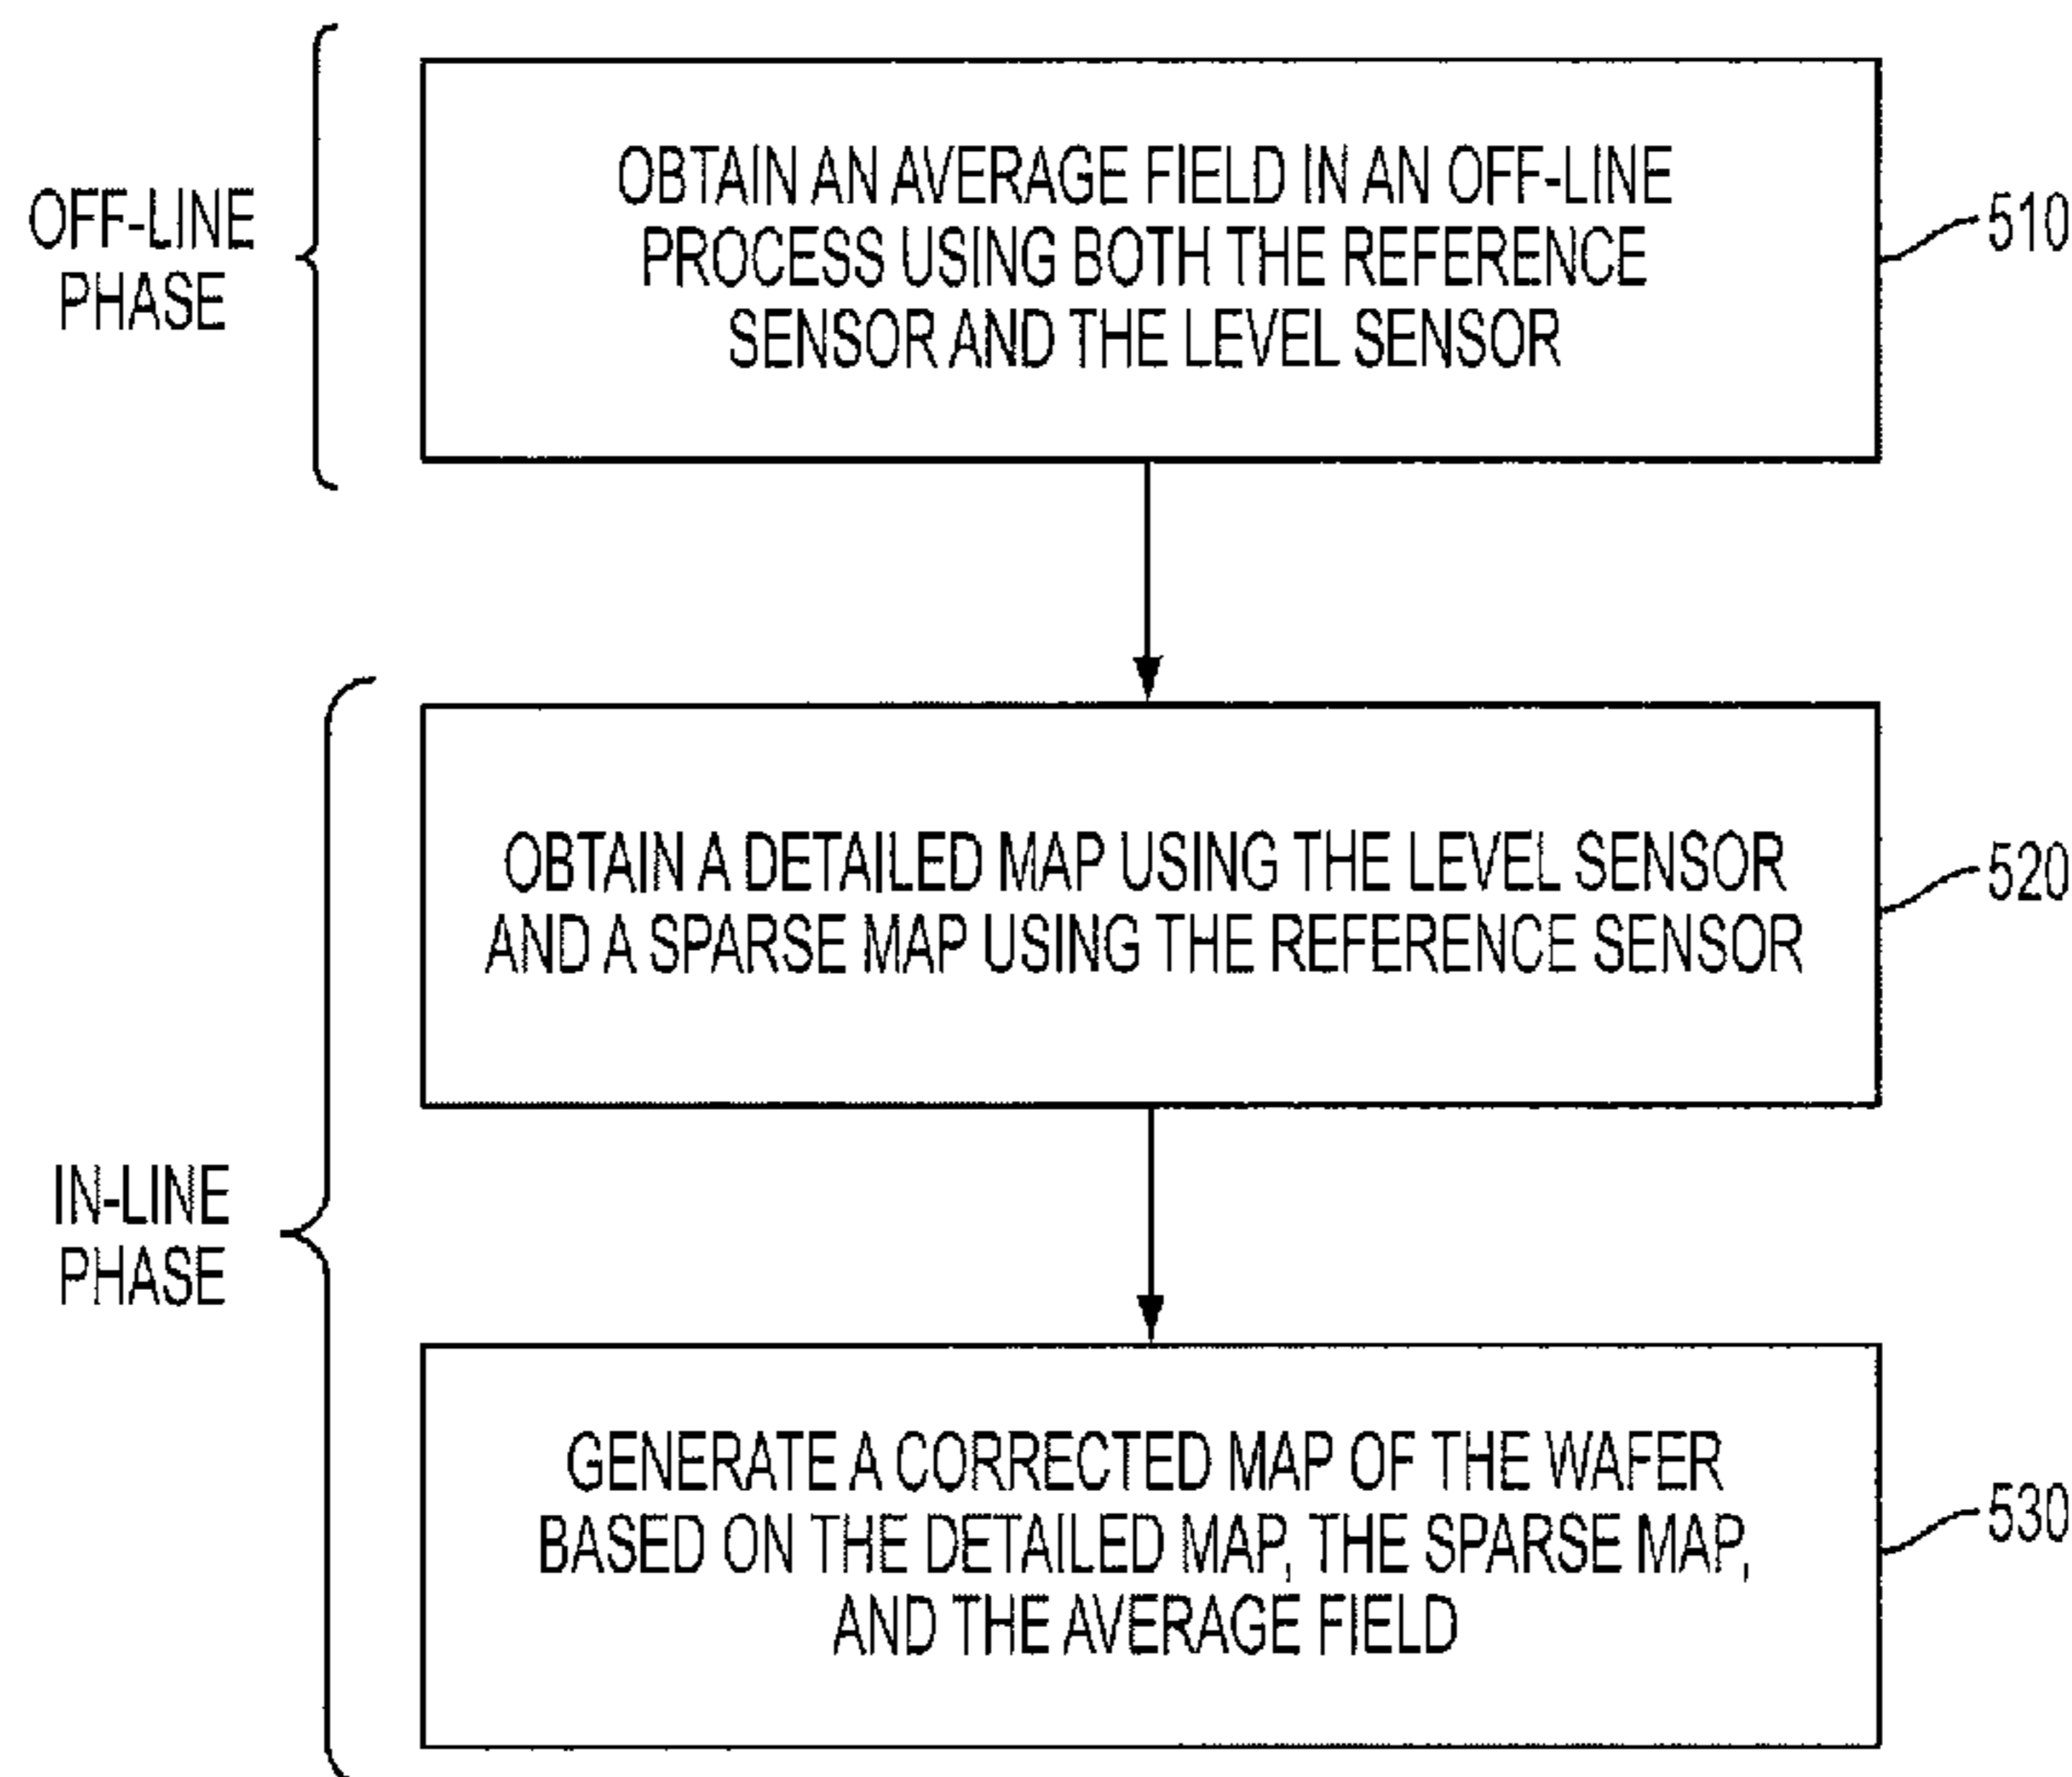 OFF-LINE
PHASE
OBTAIN AN AVERAGE FIELD IN AN OFF-LINE
PROCESS USING BOTH THE REFERENCE
SENSOR AND THE LEVEL SENSOR
510
IN-LINE
PHASE
OBTAIN A DETAILED MAP USING THE LEVEL SENSOR
AND A SPARSE MAP USING THE REFERENCE SENSOR
520
GENERATE A CORRECTED MAP OF THE WAFER
BASED ON THE DETAILED MAP, THE SPARSE MAP,
AND THE AVERAGE FIELD
530